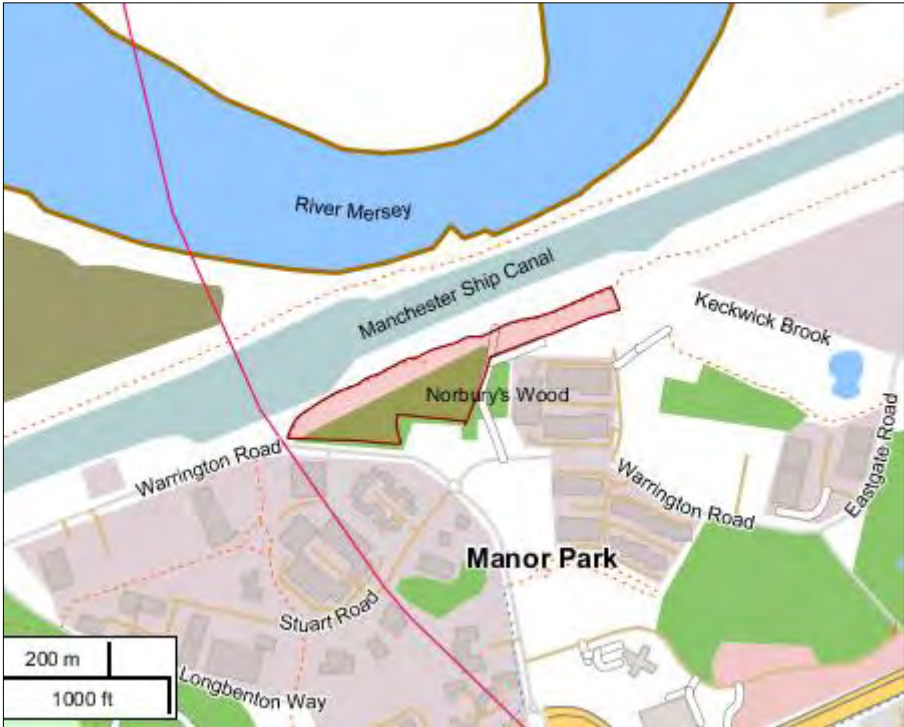 River Mersey
Manchester Ship Canal
Keckwick Brook
Norbury's Wood
Warrington Road
Warrington Road
Eastgate Road
Manor Park
Stuart Road
Longbenton Way
200 m
1000 ft